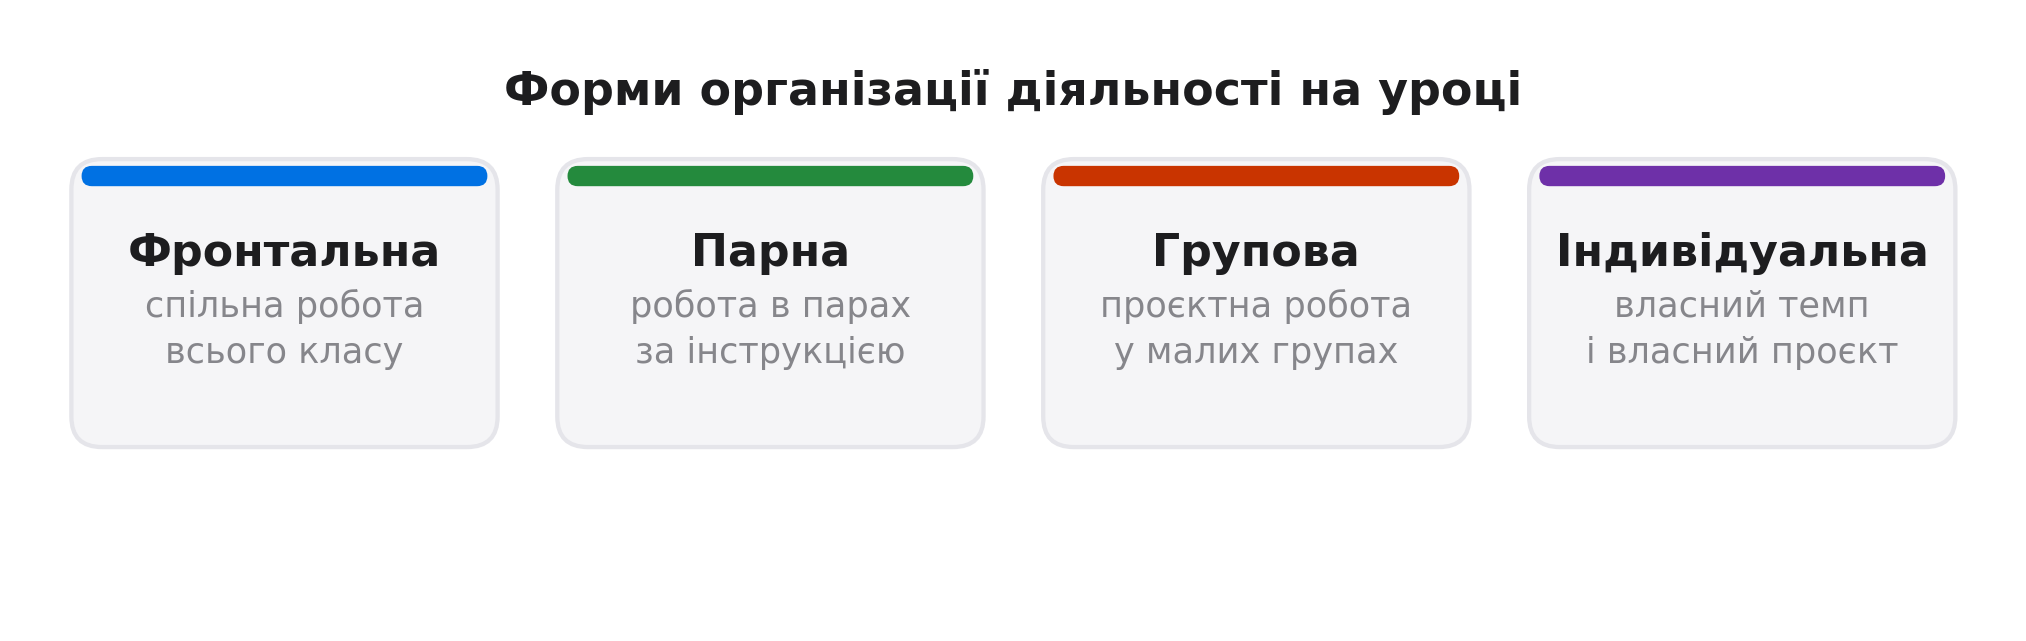 Форми організації діяльності на уроці
Фронтальна
спільна робота
всього класу
Парна
робота в парах
за інструкцією
Групова
проєктна робота
у малих групах
Індивідуальна
власний темп
і власний проєкт